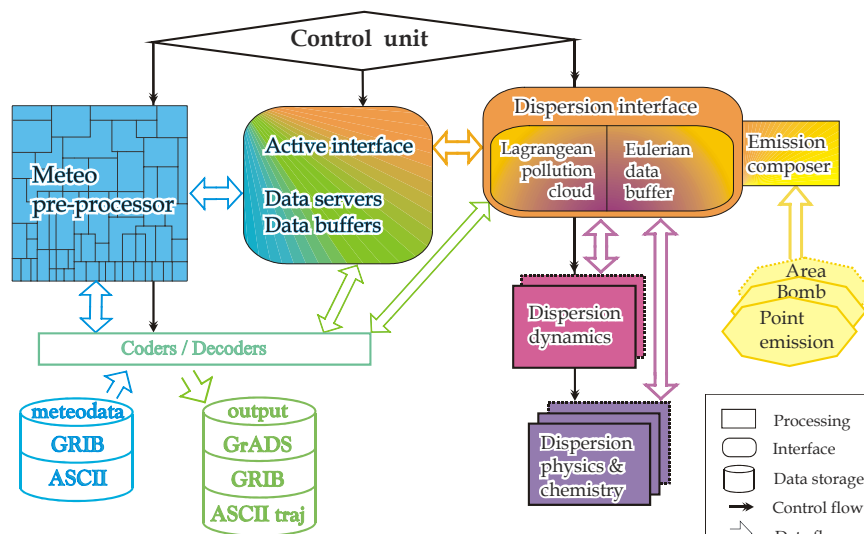 Control unit
Meteo
pre-processor
Active interface
Data servers
Data buffers
Dispersion interface
Lagrangean
pollution
cloud
Eulerian
data
buffer
Emission
composer
Area
Bomb
Point
emission
Dispersion
dynamics
Coders / Decoders
meteodata
GRIB
ASCII
output
GrADS
GRIB
ASCII traj
Dispersion
physics &
chemistry
Processing
Interface
Data storage
Control flow